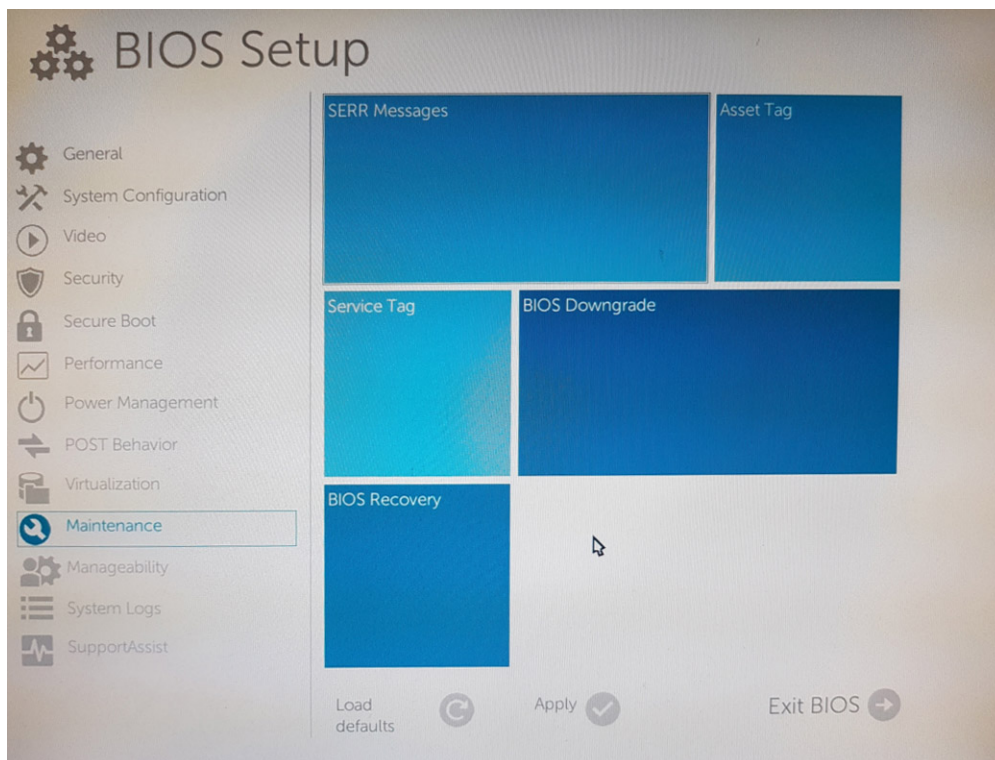 BIOS Setup
General
System Configuration
Video
Security
Secure Boot
Performance
Power Management
POST Behavior
Virtualization
Maintenance
Manageability
System Logs
SupportAssist
SERR Messages
Asset Tag
Service Tag
BIOS Downgrade
BIOS Recovery
Load
defaults
Apply
Exit BIOS